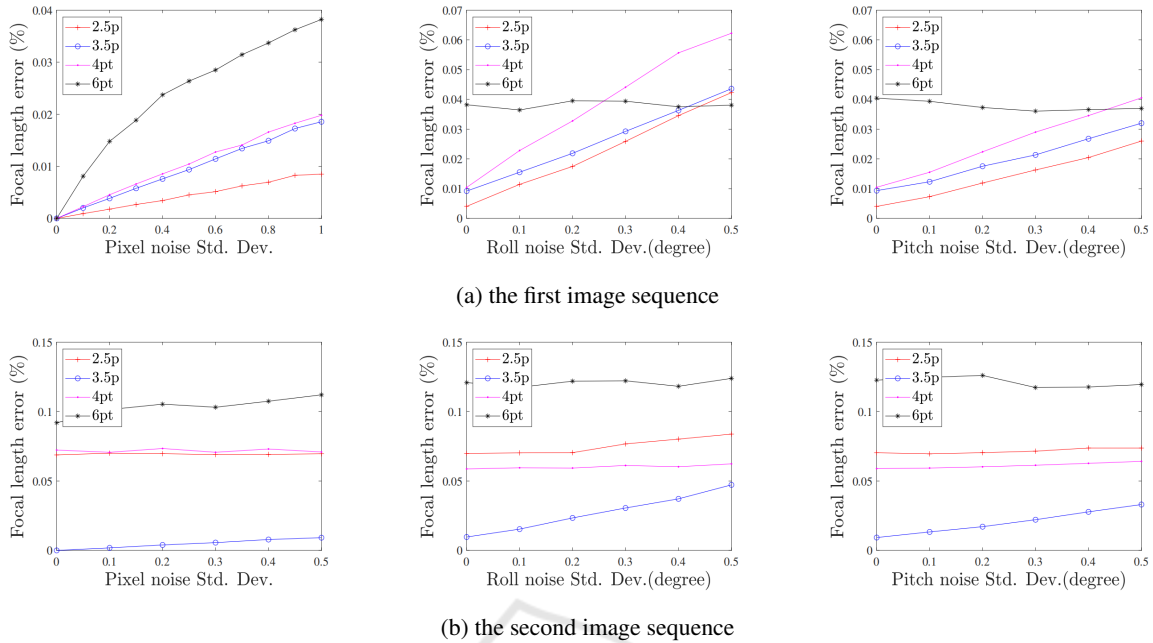 0.04
0.03
0.02
0.01
0
Focal length error (%)
2.5p
3.5p
4pt
6pt
0 0.2 0.4 0.6 0.8 1
Pixel noise Std. Dev.
0.07
0.06
0.05
0.04
0.03
0.02
0.01
0
Focal length error (%)
2.5p
3.5p
4pt
6pt
0 0.1 0.2 0.3 0.4 0.5
Roll noise Std. Dev.(degree)
0.07
0.06
0.05
0.04
0.03
0.02
0.01
0
Focal length error (%)
2.5p
3.5p
4pt
6pt
0 0.1 0.2 0.3 0.4 0.5
Pitch noise Std. Dev.(degree)
(a) the first image sequence
0.15
0.1
0.05
0
Focal length error (%)
2.5p
3.5p
4pt
6pt
0 0.1 0.2 0.3 0.4 0.5
Pixel noise Std. Dev.
0.15
0.1
0.05
0
Focal length error (%)
2.5p
3.5p
4pt
6pt
0 0.1 0.2 0.3 0.4 0.5
Roll noise Std. Dev.(degree)
0.15
0.1
0.05
0
Focal length error (%)
2.5p
3.5p
4pt
6pt
0 0.1 0.2 0.3 0.4 0.5
Pitch noise Std. Dev.(degree)
(b) the second image sequence